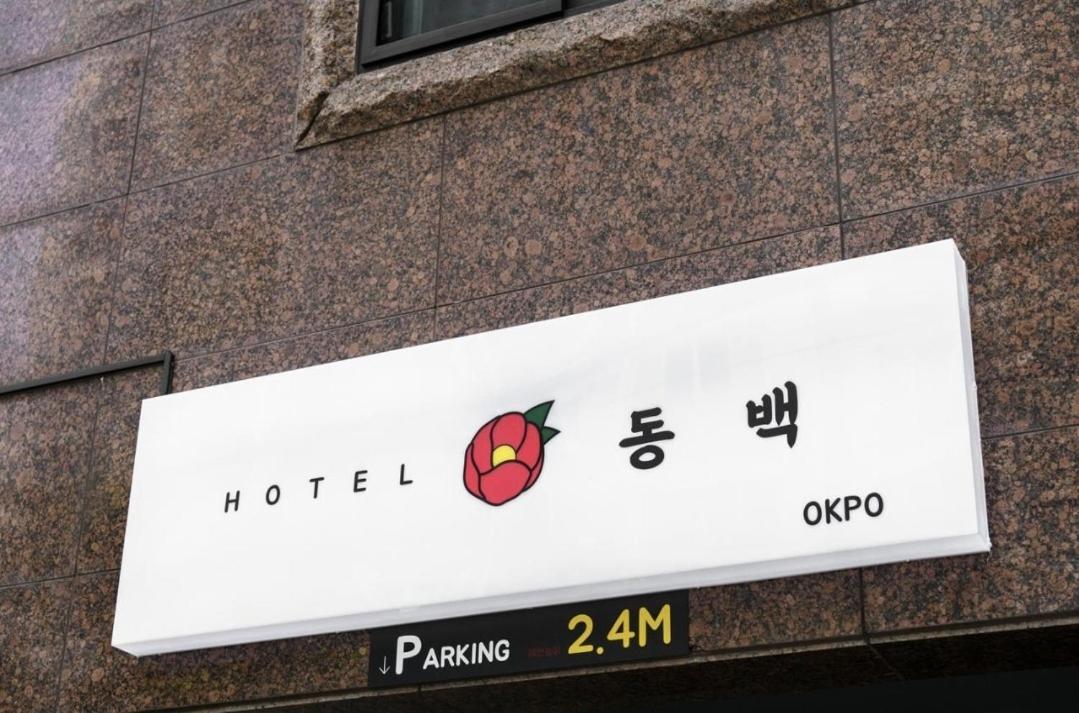 HOTEL 동백
OKPO
↓PARKING 2.4M